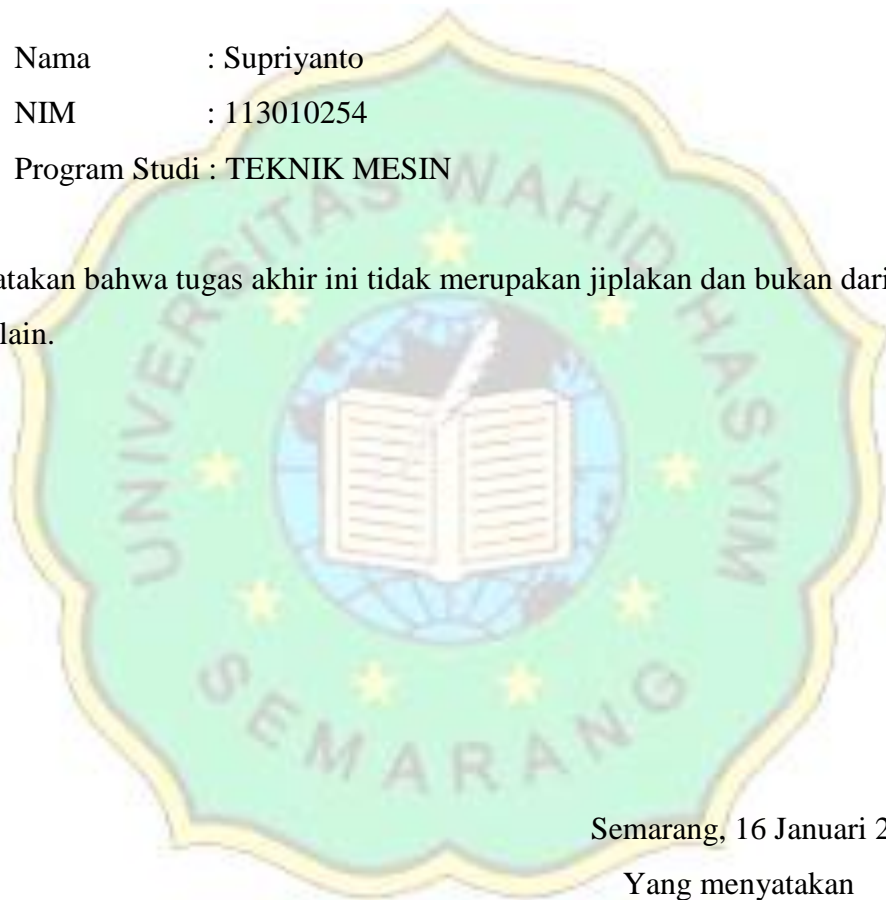 Nama : Supriyanto
NIM : 113010254
Program Studi : TEKNIK MESIN
atakan bahwa tugas akhir ini tidak merupakan jiplakan dan bukan dari
lain.
UNIVERSITAS WAHID HASYIM
SEMARANG
Semarang, 16 Januari 2
Yang menyatakan